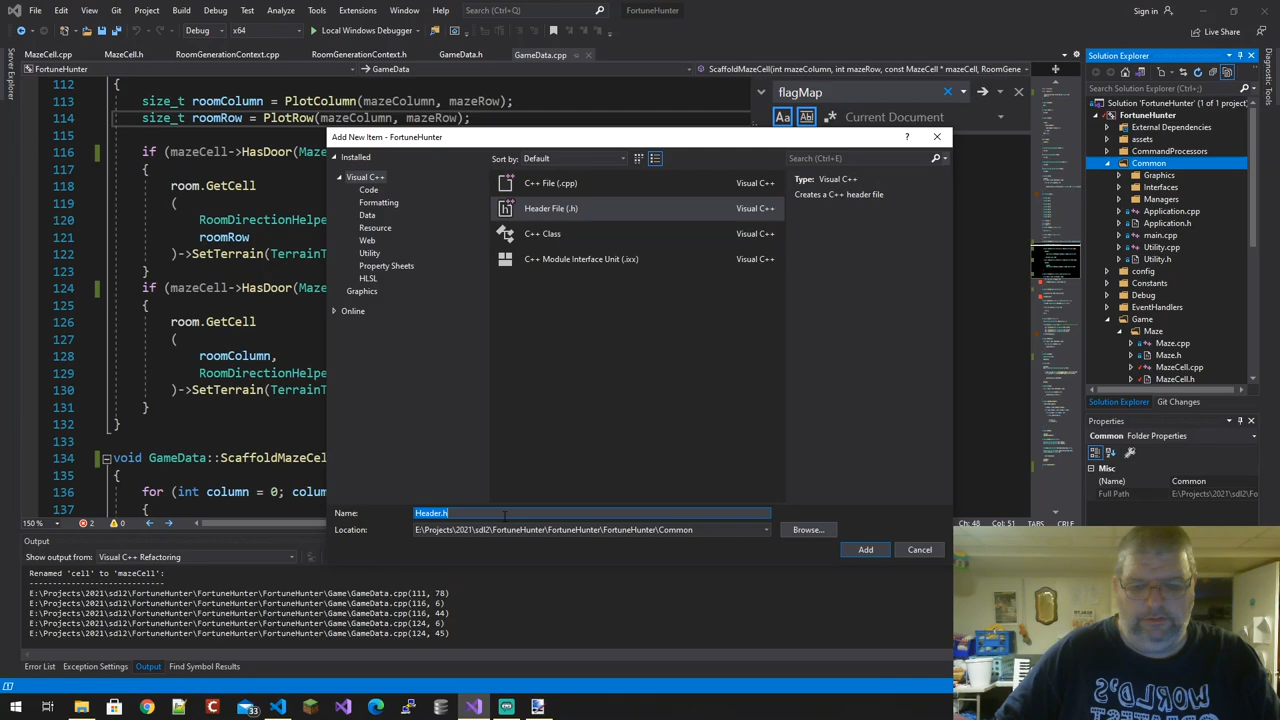 File Edit View Git Project Build Debug Test Analyze Tools Extensions Window Help Search (Ctrl+Q) FortuneHunter Sign in
Debug x64 Local Windows Debugger Live Share
MazeCell.cpp MazeCell.h RoomGenerationContext.cpp RoomGenerationContext.h GameData.h GameData.cpp
FortuneHunter GameData ScaffoldMazeCell(int mazeColumn, int mazeRow, const MazeCell * mazeCell, RoomGene
Server Explorer
Diagnostic Tools
flagMap
Current Document
112 {
113 size_t roomColumn = PlotColumn(mazeColumn, mazeRow);
114 size_t roomRow = PlotRow(mazeColumn, mazeRow);
116 if (mazeCell->HasDoor(Maz
117 {
118 room.GetCell
119 (
120 RoomDirectionHelpe
121 roomRow
122 )->SetTerrain(TerrainT
123 }
124 if (mazeCell->HasDoor(Maz
125 {
126 room.GetCell
127 (
128 roomColumn,
129 RoomDirectionHelpe
130 )->SetTerrain(TerrainT
131 }
132 }
133
134 void GameData::ScaffoldMazeCel
135 {
136 for (int column = 0; colum
137 {
150 % 2 0 Ch: 48 CRLF
Add New Item - FortuneHunter
Installed
Visual C++
Code
Formatting
Data
Resource
Web
Utility
Property Sheets
HLSL
Graphics
Online
Sort by: Default
C++ File (.cpp) Visual C++
Header File (.h) Visual C++
C++ Class Visual C++
C++ Module Interface Unit (.ixx) Visual C++
Search (Ctrl+E)
Type: Visual C++
Creates a C++ header file
Name: Header.h
Location: E:\Projects\2021\sdl2\FortuneHunter\FortuneHunter\FortuneHunter\Common
Browse...
Add Cancel
Output
Show output from: Visual C++ Refactoring
Renamed 'cell' to 'mazeCell':
E:\Projects\2021\sdl2\FortuneHunter\FortuneHunter\Game\GameData.cpp(111, 78)
E:\Projects\2021\sdl2\FortuneHunter\FortuneHunter\Game\GameData.cpp(116, 6)
E:\Projects\2021\sdl2\FortuneHunter\FortuneHunter\Game\GameData.cpp(116, 44)
E:\Projects\2021\sdl2\FortuneHunter\FortuneHunter\Game\GameData.cpp(124, 6)
E:\Projects\2021\sdl2\FortuneHunter\FortuneHunter\Game\GameData.cpp(124, 45)
Error List Exception Settings Output Find Symbol Results
Solution Explorer
Search Solution Explorer (Ctrl+;)
Solution 'FortuneHunter' (1 of 1 project)
FortuneHunter
External Dependencies
assets
CommandProcessors
Common
Graphics
Interfaces
Managers
Application.cpp
Application.h
main.cpp
Utility.cpp
Utility.h
config
Constants
Debug
EventHandlers
Game
Maze
Maze.cpp
Maze.h
MazeCell.cpp
MazeCell.h
Solution Explorer Git Changes
Properties
Common Folder Properties
Misc
(Name) Common
Full Path E:\Projects\2021\sdl2\FortuneH
WORLD'S